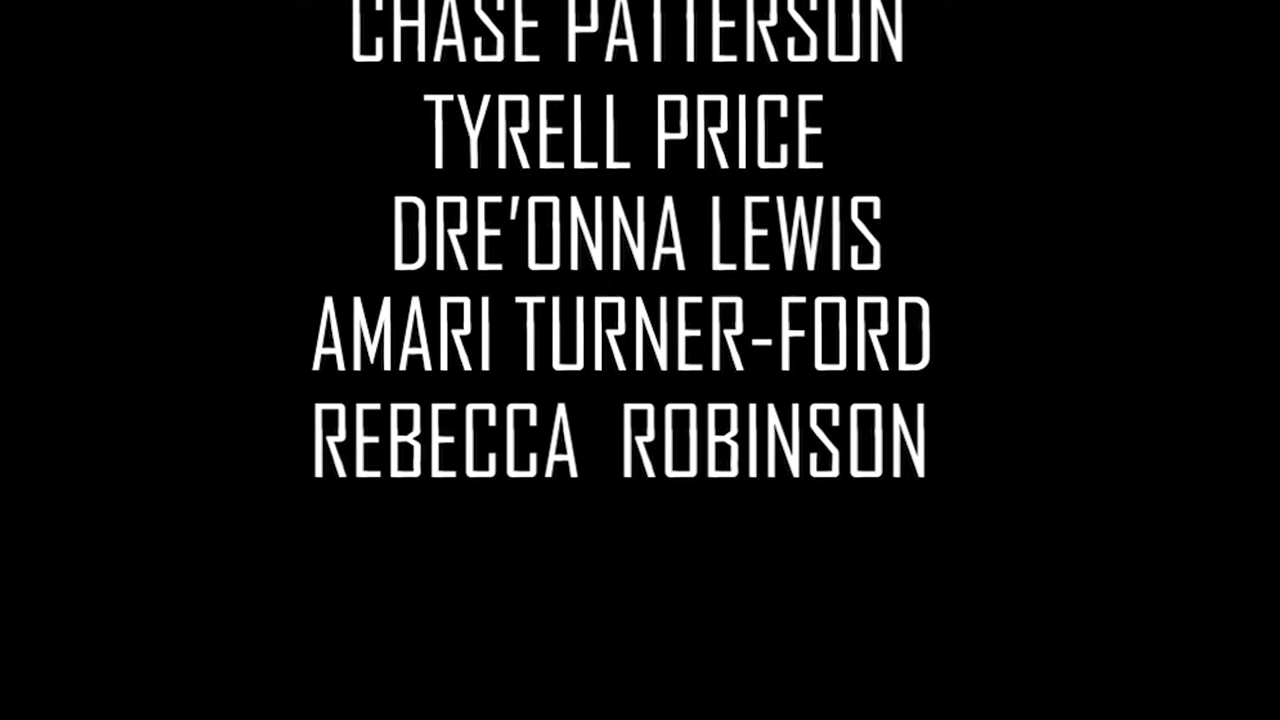 CHASE PATTERSON
TYRELL PRICE
DRE'ONNA LEWIS
AMARI TURNER-FORD
REBECCA ROBINSON